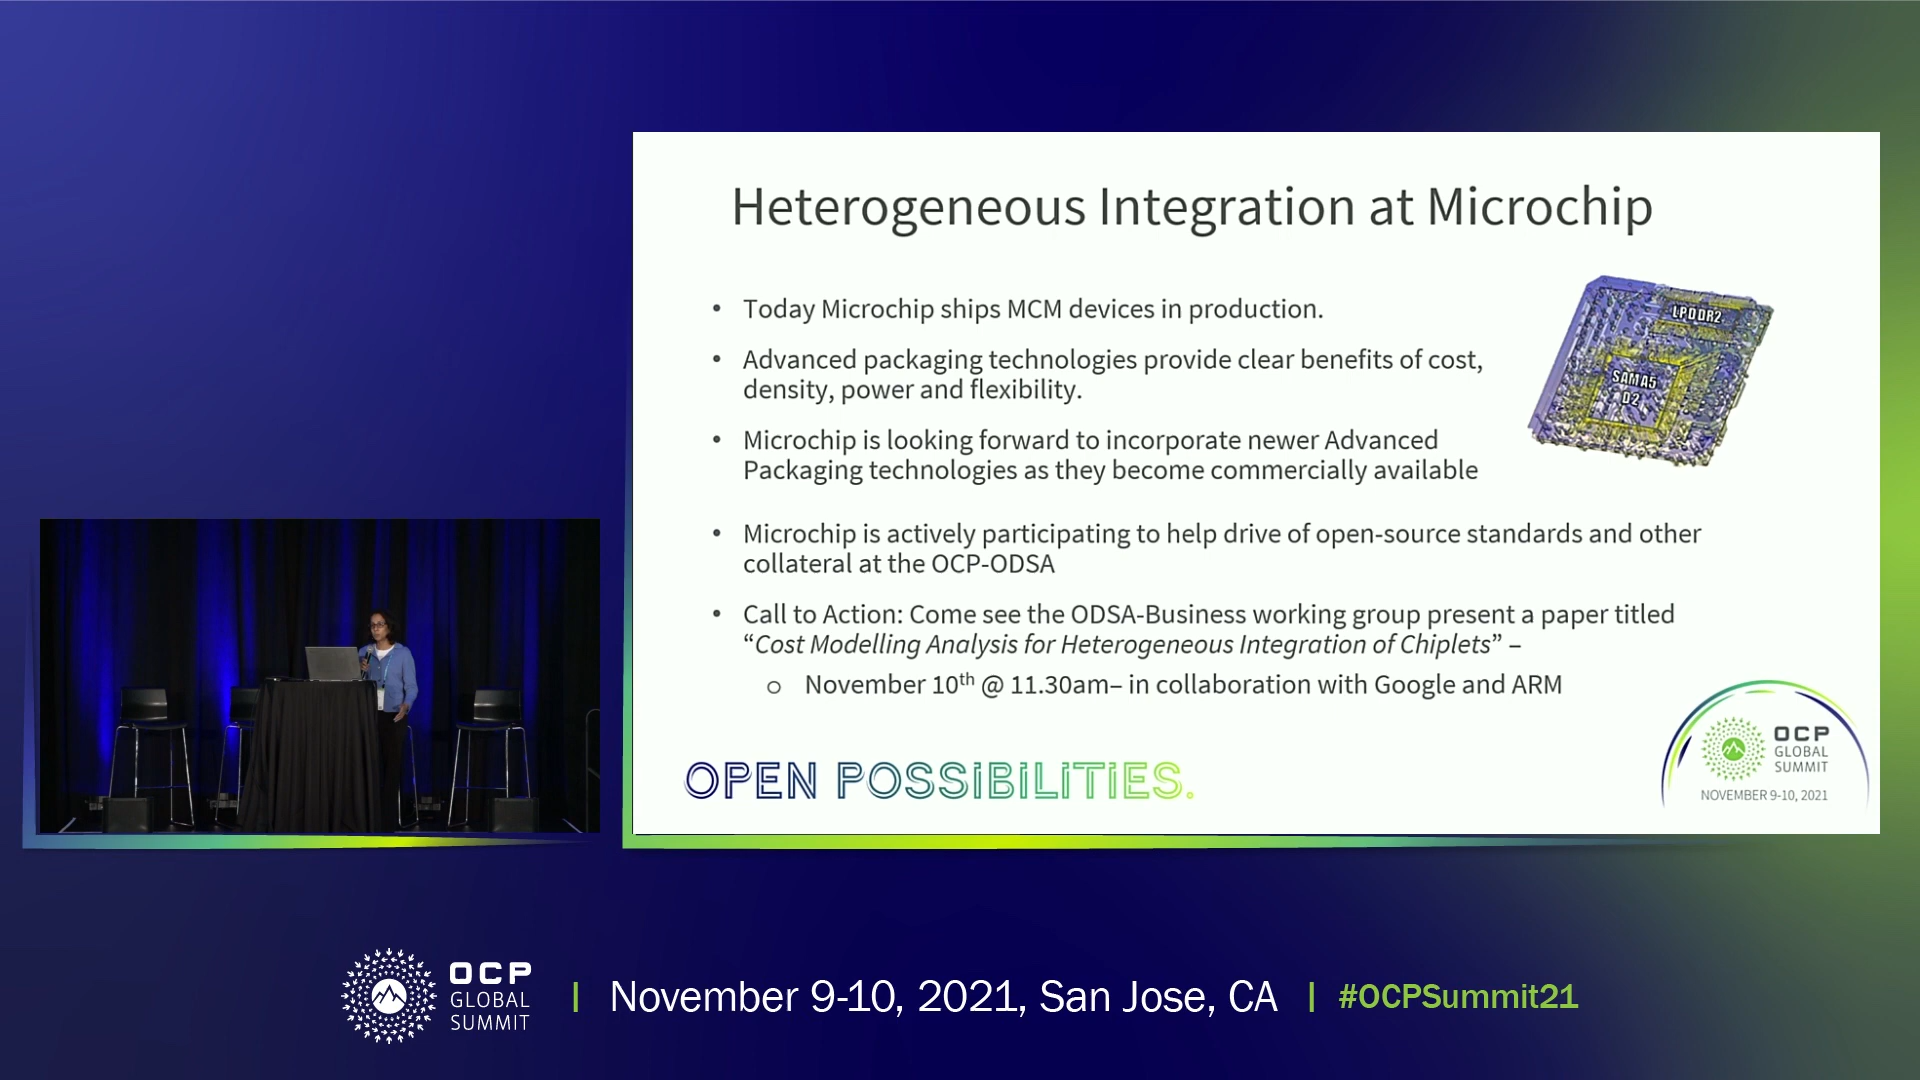 Heterogeneous Integration at Microchip
• Today Microchip ships MCM devices in production.
• Advanced packaging technologies provide clear benefits of cost,
density, power and flexibility.
• Microchip is looking forward to incorporate newer Advanced
Packaging technologies as they become commercially available
LPDDR2
SAMA5
D2
• Microchip is actively participating to help drive of open-source standards and other
collateral at the OCP-ODSA
• Call to Action: Come see the ODSA-Business working group present a paper titled
“Cost Modelling Analysis for Heterogeneous Integration of Chiplets” –
o November 10th @ 11.30am– in collaboration with Google and ARM
OPEN POSSiBiLiTiES.
OCP
GLOBAL
SUMMIT
NOVEMBER 9-10, 2021
OCP
GLOBAL
SUMMIT
| November 9-10, 2021, San Jose, CA | #OCPSummit21